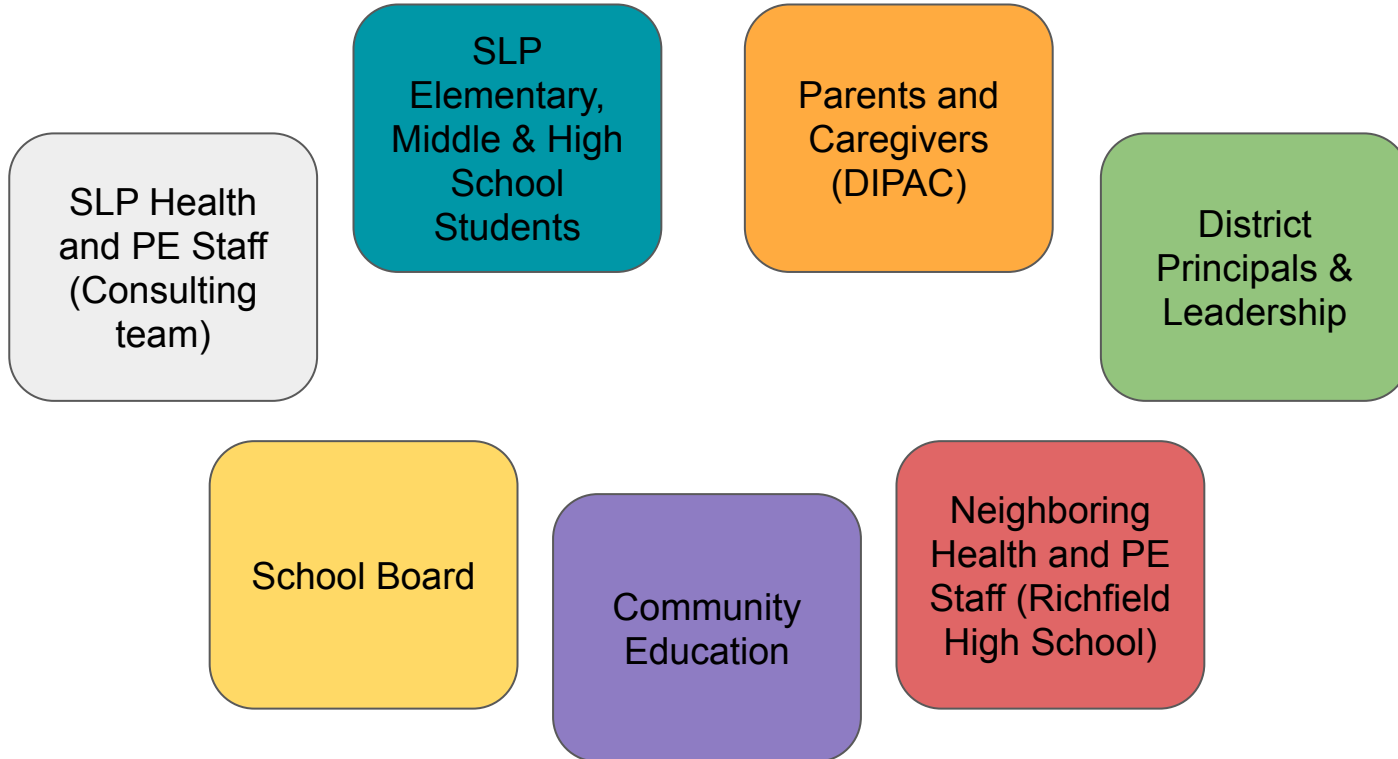 SLP
Elementary,
Middle & High
School
Students
Parents and
Caregivers
(DIPAC)
SLP Health
and PE Staff
(Consulting
team)
District
Principals &
Leadership
School Board
Community
Education
Neighboring
Health and PE
Staff (Richfield
High School)